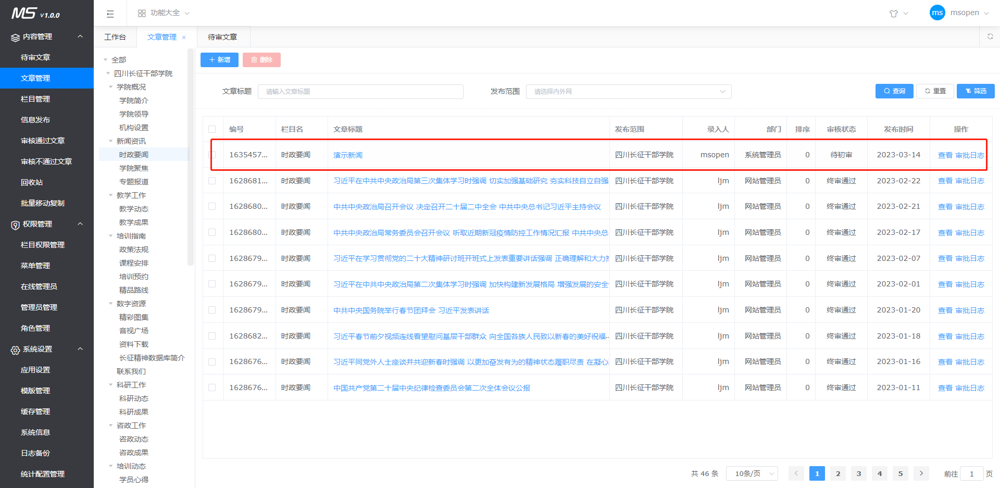 MS v1.0.0
功能大全
ms msopen
内容管理
待审文章
文章管理
栏目管理
信息发布
审核通过文章
审核不通过文章
回收站
批量移动复制
权限管理
栏目权限管理
菜单管理
在线管理员
管理员管理
角色管理
系统设置
应用设置
模版管理
缓存管理
系统信息
日志备份
统计配置管理
工作台 文章管理 × 待审文章
全部
四川长征干部学院
学院概况
学院简介
学院领导
机构设置
新闻资讯
时政要闻
学院聚焦
专题报道
教学工作
教学动态
教学成果
培训指南
政策法规
课程安排
培训预约
精品路线
数字资源
精彩图集
音视广场
资料下载
长征精神数据库简介
联系我们
科研工作
科研动态
科研成果
咨政工作
咨政动态
咨政成果
培训动态
学员心得
新增 删除
文章标题 请输入文章标题 发布范围 请选择内外网 查询 重置 筛选
编号 栏目名 文章标题 发布范围 录入人 部门 排序 审核状态 发布时间 操作
1635457... 时政要闻 演示新闻 四川长征干部学院 msopen 系统管理员 0 待初审 2023-03-14 查看 审批日志
1628681... 时政要闻 习近平在中共中央政治局第三次集体学习时强调 切实加强基础研究 夯实科技自立自强 四川长征干部学院 ljm 网站管理员 0 终审通过 2023-02-22 查看 审批日志
1628680... 时政要闻 中共中央政治局召开会议 决定召开二十届二中全会 中共中央总书记习近平主持会议 四川长征干部学院 ljm 网站管理员 0 终审通过 2023-02-21 查看 审批日志
1628680... 时政要闻 中共中央政治局常务委员会召开会议 听取近期新冠疫情防控工作情况汇报 中共中央总 四川长征干部学院 ljm 网站管理员 0 终审通过 2023-02-17 查看 审批日志
1628679... 时政要闻 习近平在学习贯彻党的二十大精神研讨班开班式上发表重要讲话强调 正确理解和大力推 四川长征干部学院 ljm 网站管理员 0 终审通过 2023-02-07 查看 审批日志
1628679... 时政要闻 习近平在中共中央政治局第二次集体学习时强调 加快构建新发展格局 增强发展的安全 四川长征干部学院 ljm 网站管理员 0 终审通过 2023-02-01 查看 审批日志
1628679... 时政要闻 中共中央国务院举行春节团拜会 习近平发表讲话 四川长征干部学院 ljm 网站管理员 0 终审通过 2023-01-20 查看 审批日志
1628682... 时政要闻 习近平春节前夕视频连线看望慰问基层干部群众 向全国各族人民致以新春的美好祝福... 四川长征干部学院 ljm 网站管理员 0 终审通过 2023-01-18 查看 审批日志
1628676... 时政要闻 习近平同党外人士座谈并共迎新春时强调 以更加奋发有为的精神状态履职尽责 在凝心 四川长征干部学院 ljm 网站管理员 0 终审通过 2023-01-16 查看 审批日志
1628676... 时政要闻 中国共产党第二十届中央纪律检查委员会第二次全体会议公报 四川长征干部学院 ljm 网站管理员 0 终审通过 2023-01-11 查看 审批日志
共 46 条 10条/页 < 1 2 3 4 5 > 前往 1 页